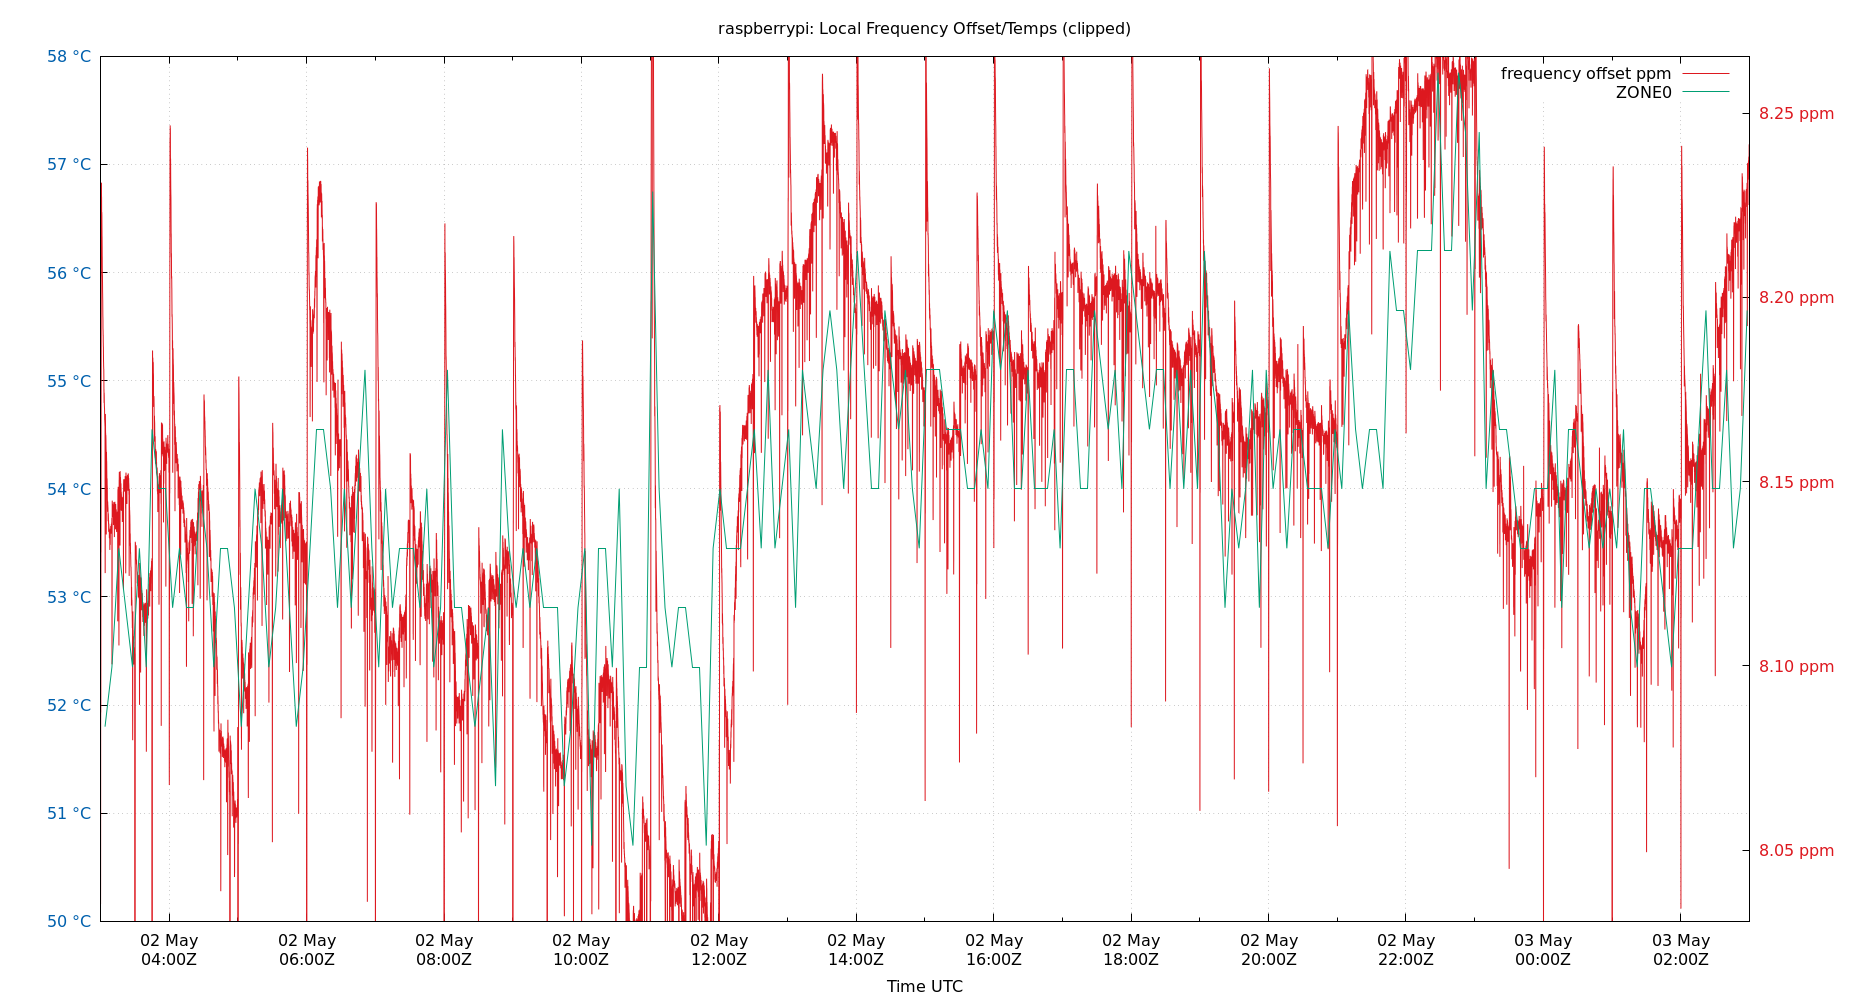 raspberrypi: Local Frequency Offset/Temps (clipped)
frequency offset ppm
ZONE0
58 °C
57 °C
56 °C
55 °C
54 °C
53 °C
52 °C
51 °C
50 °C
8.25 ppm
8.20 ppm
8.15 ppm
8.10 ppm
8.05 ppm
02 May 02 May 02 May 02 May 02 May 02 May 02 May 02 May 02 May 02 May 03 May 03 May
04:00Z 06:00Z 08:00Z 10:00Z 12:00Z 14:00Z 16:00Z 18:00Z 20:00Z 22:00Z 00:00Z 02:00Z
Time UTC